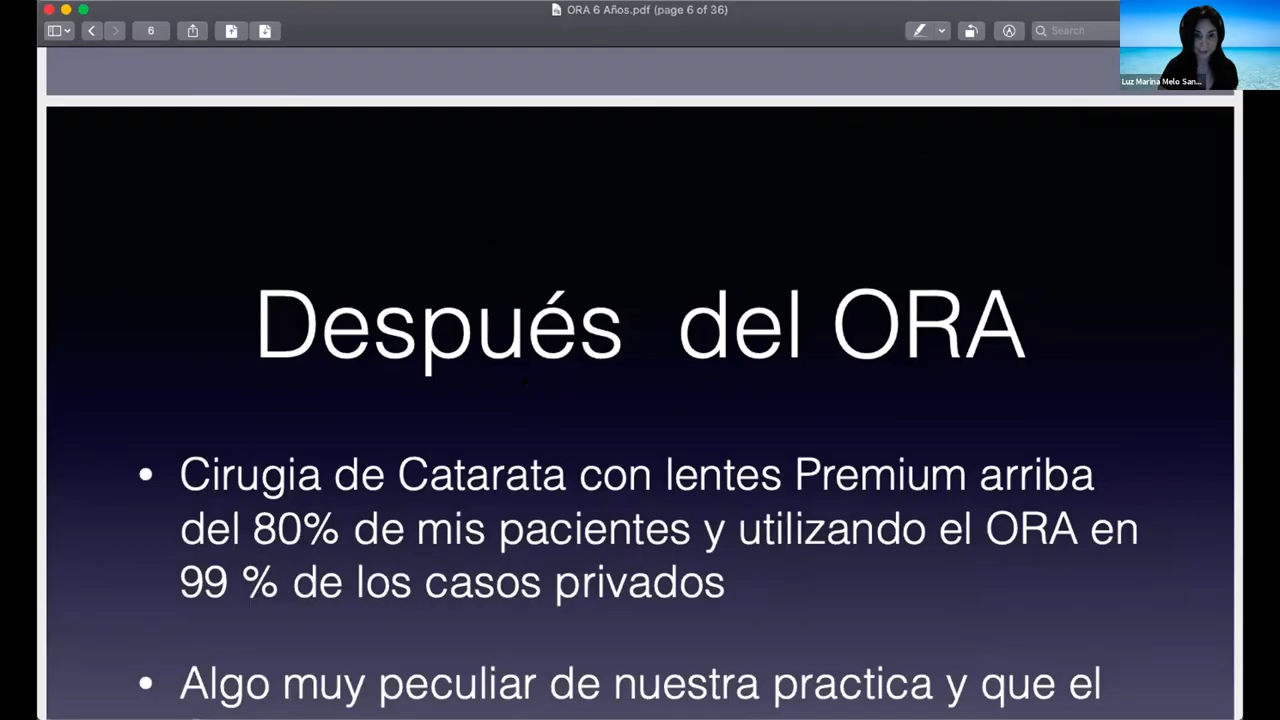 ORA 6 Años.pdf (page 6 of 36)
6
Search
Luz Marina Melo San...
Después del ORA
• Cirugia de Catarata con lentes Premium arriba
del 80% de mis pacientes y utilizando el ORA en
99 % de los casos privados
• Algo muy peculiar de nuestra practica y que el